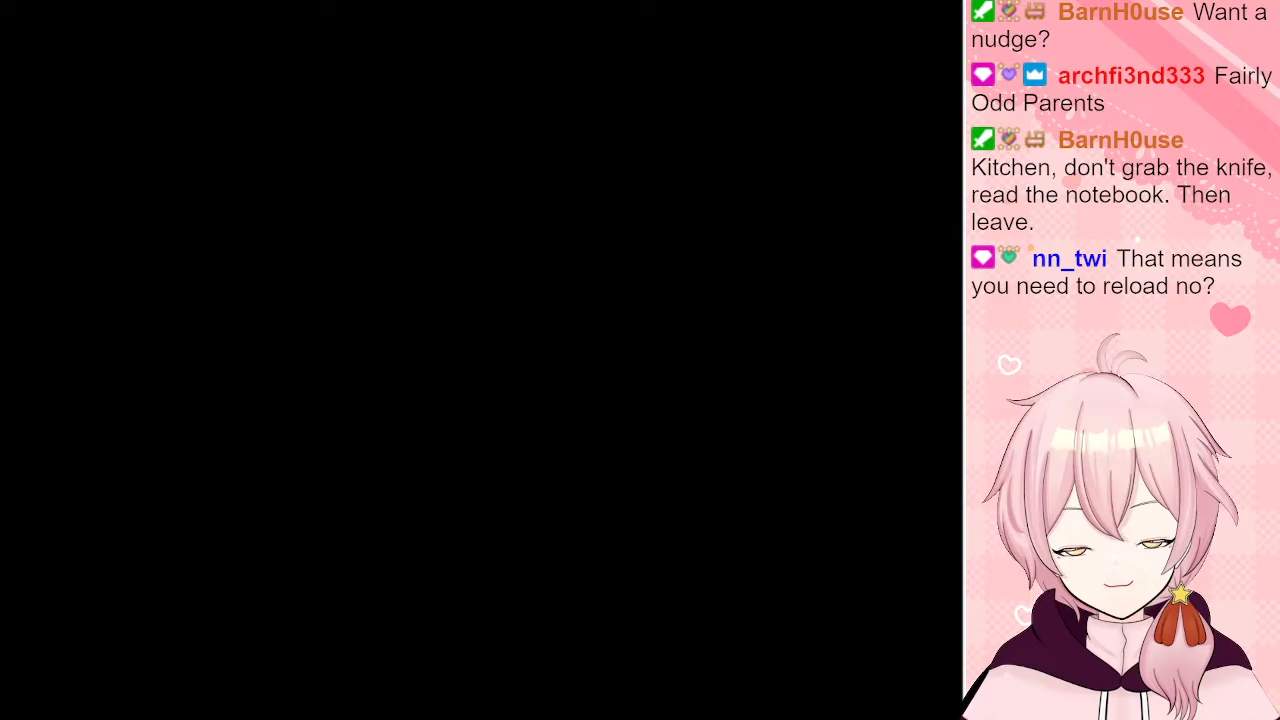 BarnH0use Want a
nudge?
archfi3nd333 Fairly
Odd Parents
BarnH0use
Kitchen, don't grab the knife,
read the notebook. Then
leave.
nn_twi That means
you need to reload no?